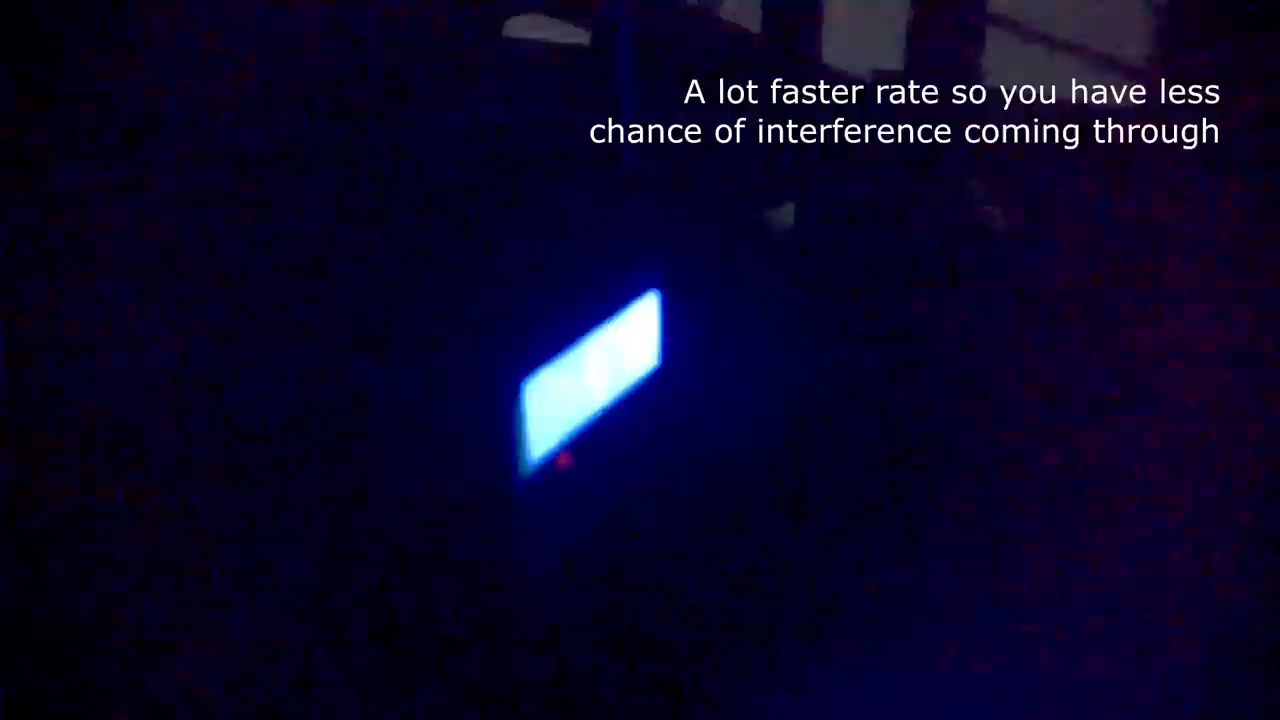 A lot faster rate so you have less
chance of interference coming through